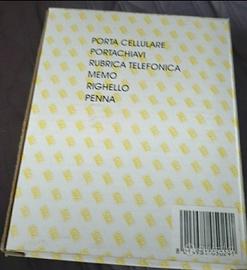 PORTA CELLULARE
PORTACHIAVI
RUBRICA TELEFONICA
MEMO
RIGHELLO
PENNA